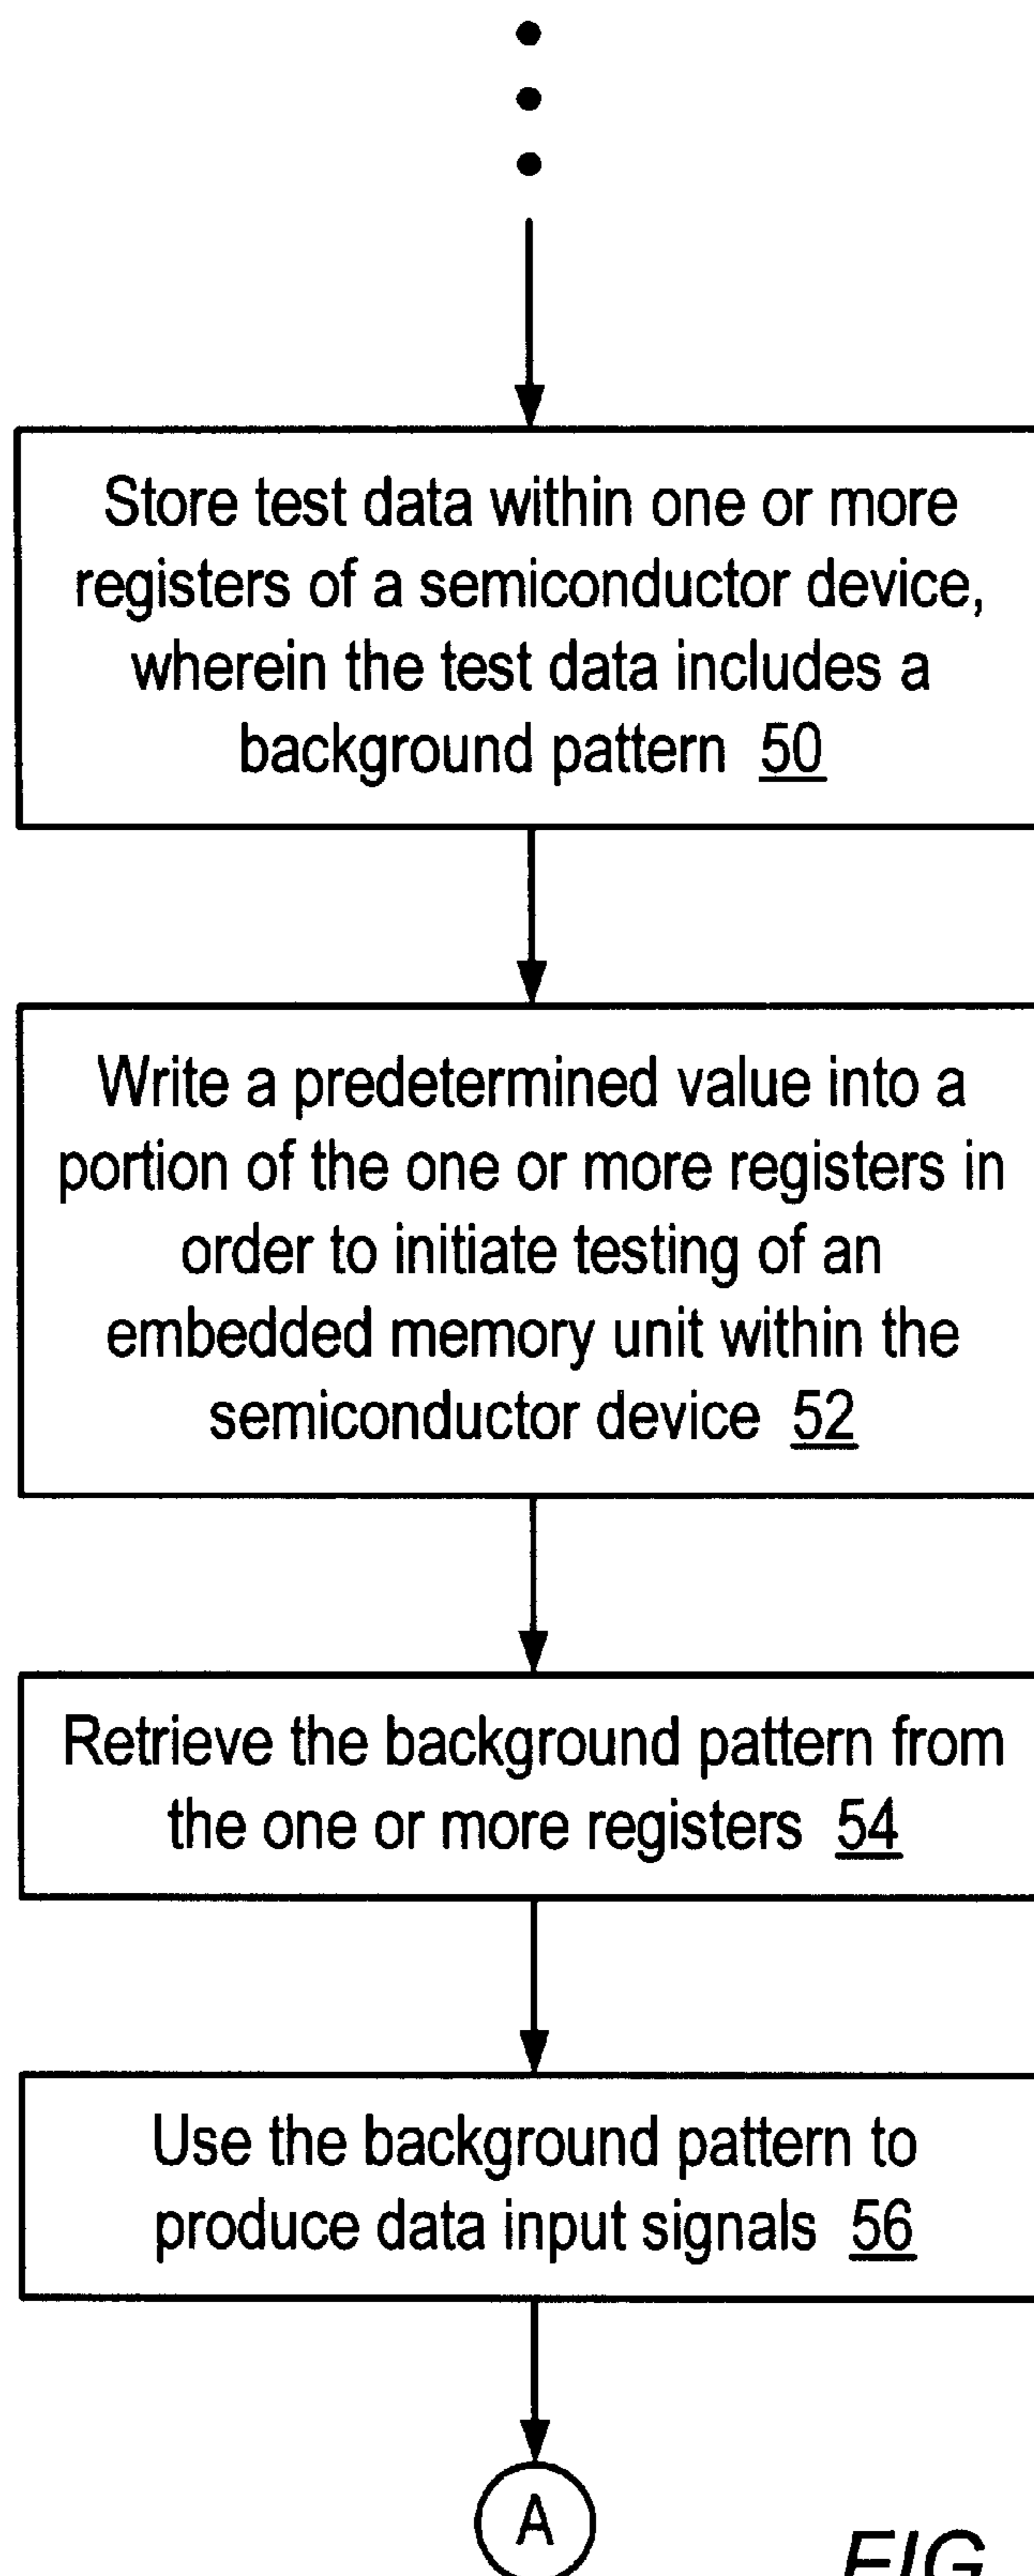 Store test data within one or more
registers of a semiconductor device,
wherein the test data includes a
background pattern 50
Write a predetermined value into a
portion of the one or more registers in
order to initiate testing of an
embedded memory unit within the
semiconductor device 52
Retrieve the background pattern from
the one or more registers 54
Use the background pattern to
produce data input signals 56
A
FIG